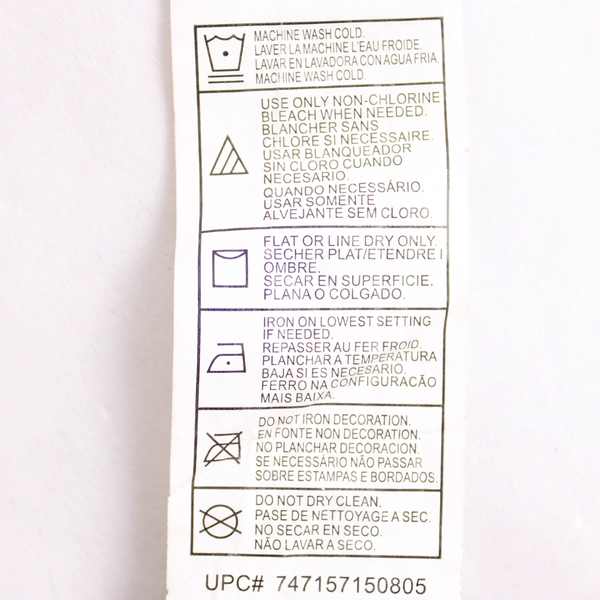 MACHINE WASH COLD.
LAVER LA MACHINE L'EAU FROIDE.
LAVAR EN LAVADORA CON AGUA FRIA.
MACHINE WASH COLD.
USE ONLY NON-CHLORINE
BLEACH WHEN NEEDED.
BLANCHER SANS
CHLORE SI NECESSAIRE.
USAR BLANQUEADOR
SIN CLORO CUANDO
NECESARIO.
QUANDO NECESSÁRIO.
USAR SOMENTE
ALVEJANTE SEM CLORO.
FLAT OR LINE DRY ONLY.
SECHER PLAT/ETENDRE I
OMBRE.
SECAR EN SUPERFICIE.
PLANA O COLGADO.
IRON ON LOWEST SETTING
IF NEEDED.
REPASSER AU FER FROID.
PLANCHAR A TEMPERATURA
BAJA SI ES NECESARIO.
FERRO NA CONFIGURACÃO
MAIS BAIXA.
DO NOT IRON DECORATION.
EN FONTE NON DECORATION.
NO PLANCHAR DECORACION.
SE NECESSÁRIO NÃO PASSAR
SOBRE ESTAMPAS E BORDADOS.
DO NOT DRY CLEAN.
PASE DE NETTOYAGE A SEC.
NO SECAR EN SECO.
NÃO LAVAR A SECO.
UPC# 747157150805